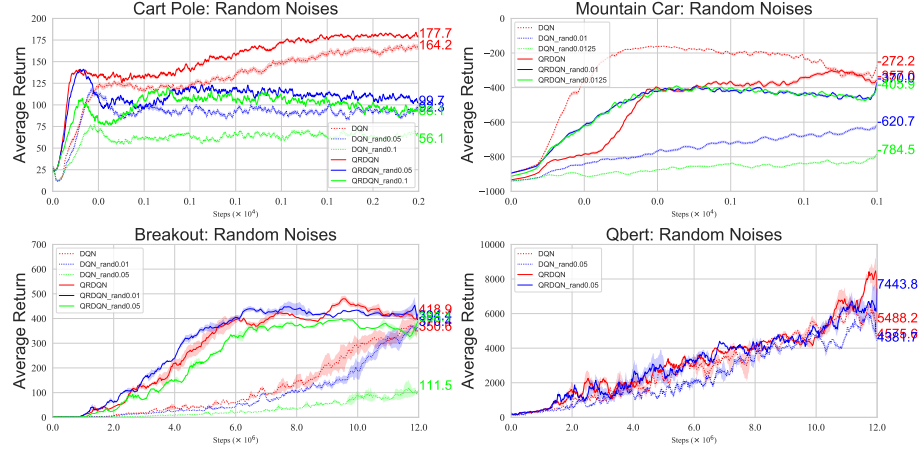 Cart Pole: Random Noises
Average Return
200
175
150
125
100
75
50
25
0
177.7
164.2
99.7
56.1
DQN
DQN_rand0.05
DQN_rand0.1
QRDQN
QRDQN_rand0.05
QRDQN_rand0.1
0.0 0.0 0.1 0.1 0.1 0.1 0.1 0.2 0.2
Steps (× 10⁴)
Mountain Car: Random Noises
Average Return
0
−200
−400
−600
−800
−1000
DQN
DQN_rand0.01
DQN_rand0.0125
QRDQN
QRDQN_rand0.01
QRDQN_rand0.0125
-272.2
-370.9
-405.9
-620.7
-784.5
0.0 0.0 0.0 0.1 0.1 0.1
Steps (× 10⁴)
Breakout: Random Noises
Average Return
700
600
500
400
300
200
100
0
DQN
DQN_rand0.01
DQN_rand0.05
QRDQN
QRDQN_rand0.01
QRDQN_rand0.05
418.9
350.6
111.5
0.0 2.0 4.0 6.0 8.0 10.0 12.0
Steps (× 10⁶)
Qbert: Random Noises
Average Return
10000
8000
6000
4000
2000
0
DQN
DQN_rand0.05
QRDQN
QRDQN_rand0.05
7443.8
5488.2
4575.6
4381.7
2.0 4.0 6.0 8.0 10.0 12.0
Steps (× 10⁶)